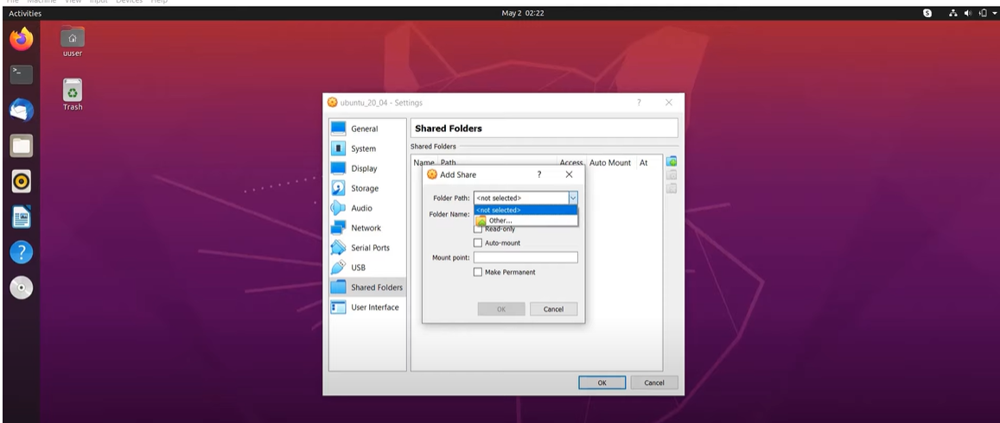 File Machine View Input Devices Help
Activities
May 2 02:22
S
uuser
Trash
ubuntu_20_04 - Settings
?
General
System
Display
Storage
Audio
Network
Serial Ports
USB
Shared Folders
User Interface
Shared Folders
Shared Folders
Name Path Access Auto Mount At
Add Share
?
Folder Path: <not selected>
<not selected>
Folder Name:
Other...
Read-only
Auto-mount
Mount point:
Make Permanent
OK Cancel
OK Cancel